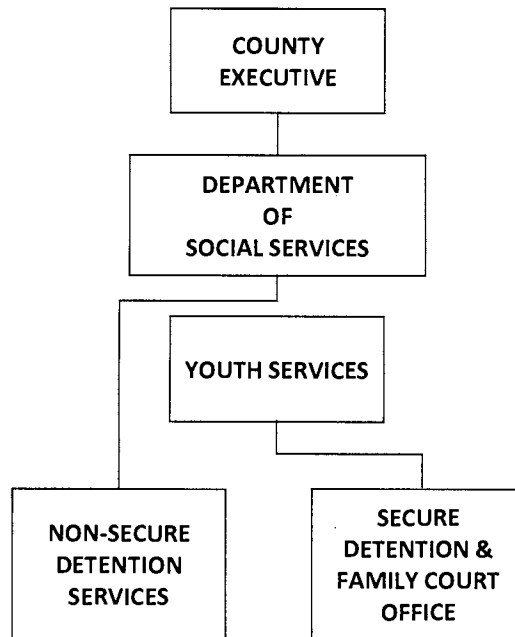 COUNTY
EXECUTIVE
DEPARTMENT
OF
SOCIAL SERVICES
YOUTH SERVICES
NON-SECURE
DETENTION
SERVICES
SECURE
DETENTION &
FAMILY COURT
OFFICE